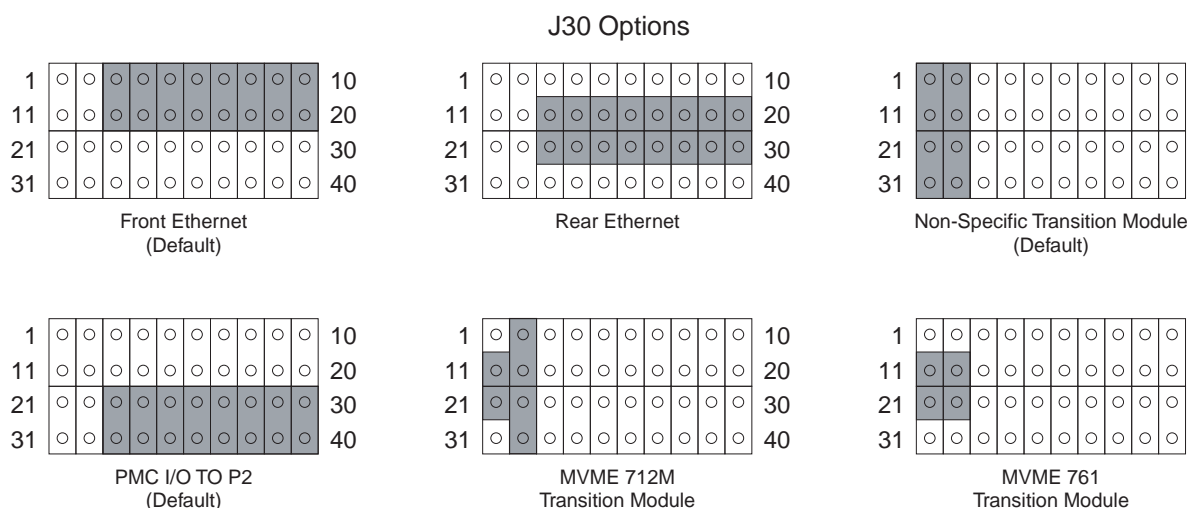 J30 Options
1 10
11 20
21 30
31 40
Front Ethernet
(Default)
1 10
11 20
21 30
31 40
Rear Ethernet
1
11
21
31
Non-Specific Transition Module
(Default)
1 10
11 20
21 30
31 40
PMC I/O TO P2
(Default)
1 10
11 20
21 30
31 40
MVME 712M
Transition Module
1
11
21
31
MVME 761
Transition Module